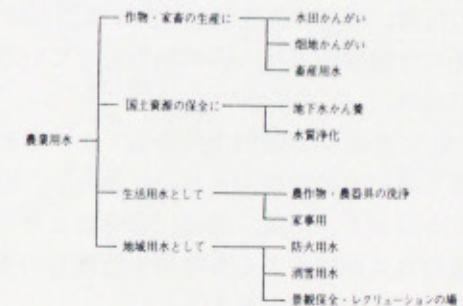 農業用水
作物・家畜の生産に
水田かんがい
畑地かんがい
畜産用水
国土資源の保全に
地下水かん養
水質浄化
生活用水として
農作物・農器具の洗浄
家事用
地域用水として
防火用水
消雪用水
景観保全・レクリューションの場